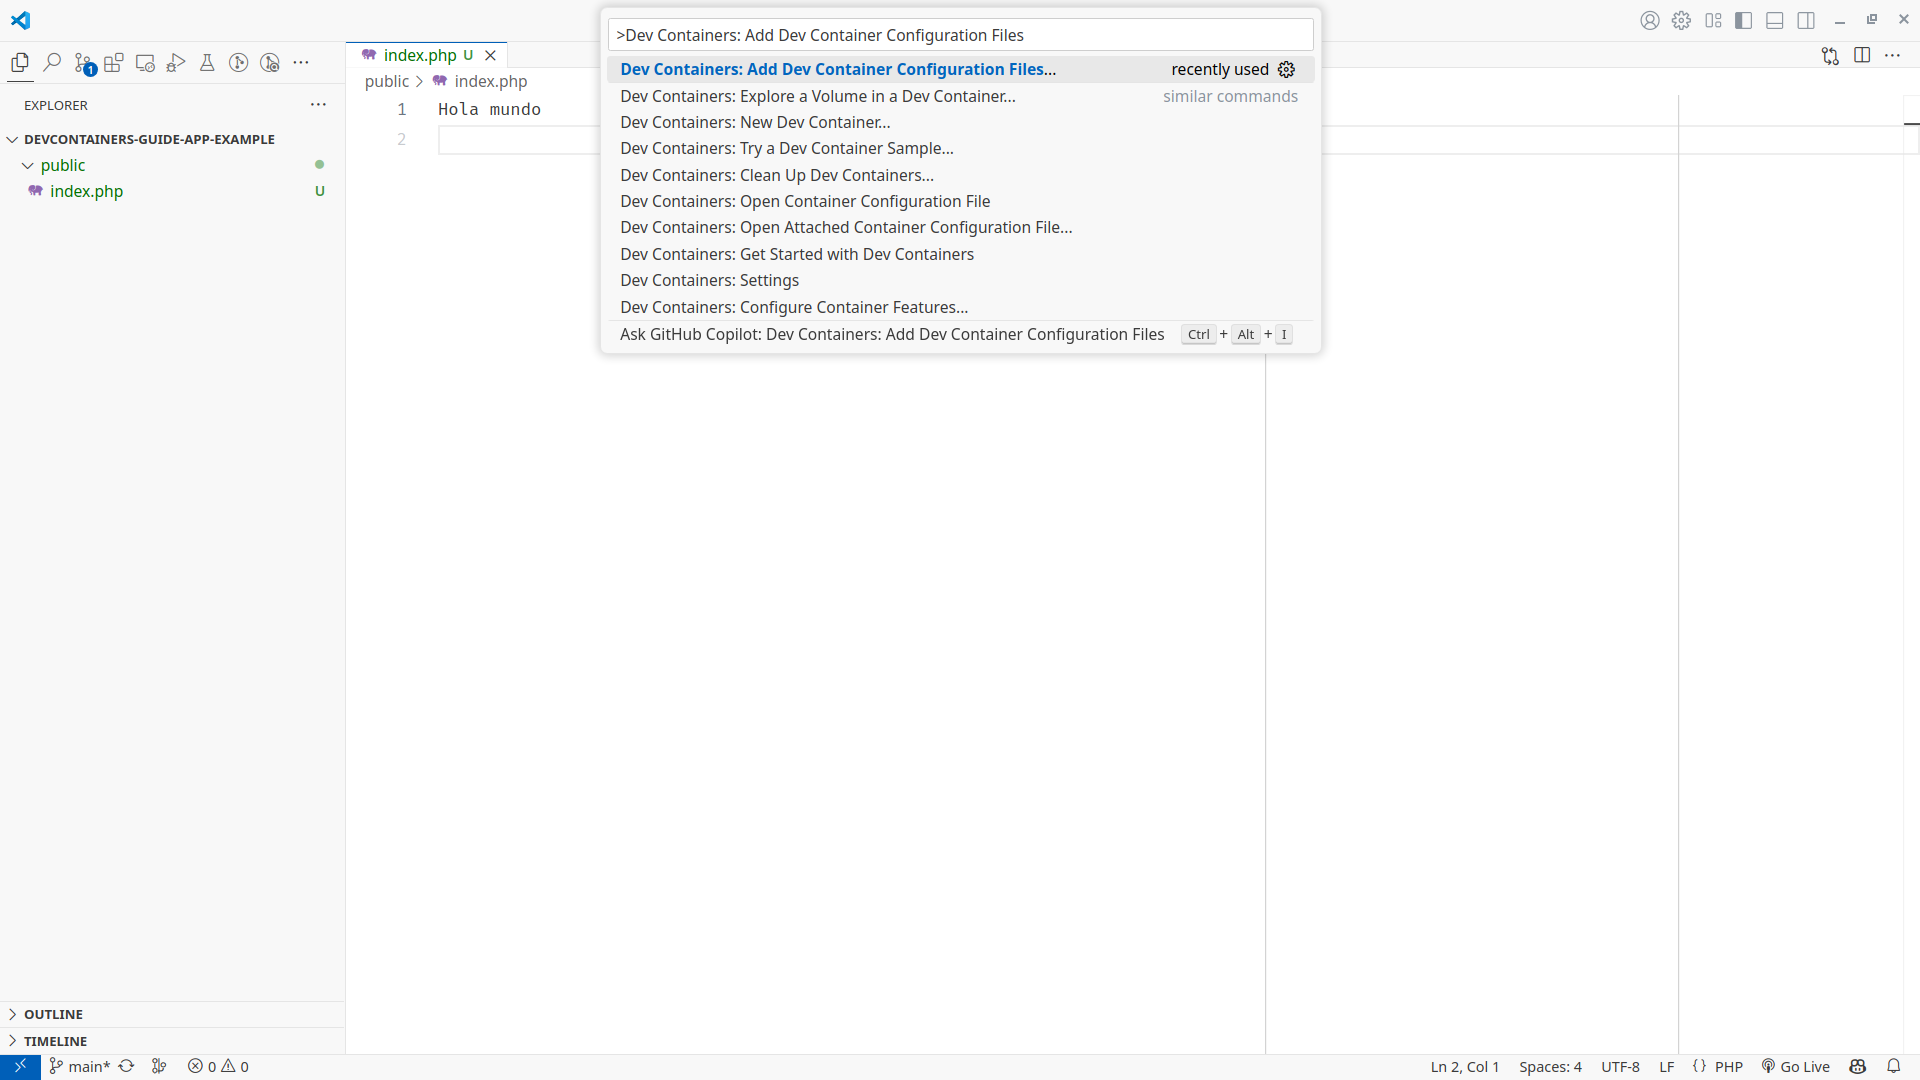 >Dev Containers: Add Dev Container Configuration Files
Dev Containers: Add Dev Container Configuration Files... recently used
Dev Containers: Explore a Volume in a Dev Container... similar commands
Dev Containers: New Dev Container...
Dev Containers: Try a Dev Container Sample...
Dev Containers: Clean Up Dev Containers...
Dev Containers: Open Container Configuration File
Dev Containers: Open Attached Container Configuration File...
Dev Containers: Get Started with Dev Containers
Dev Containers: Settings
Dev Containers: Configure Container Features...
Ask GitHub Copilot: Dev Containers: Add Dev Container Configuration Files Ctrl + Alt + I
1
EXPLORER
DEVCONTAINERS-GUIDE-APP-EXAMPLE
public
index.php U
OUTLINE
TIMELINE
index.php U
public > index.php
1 Hola mundo
2
main* 0 0
Ln 2, Col 1 Spaces: 4 UTF-8 LF {} PHP Go Live